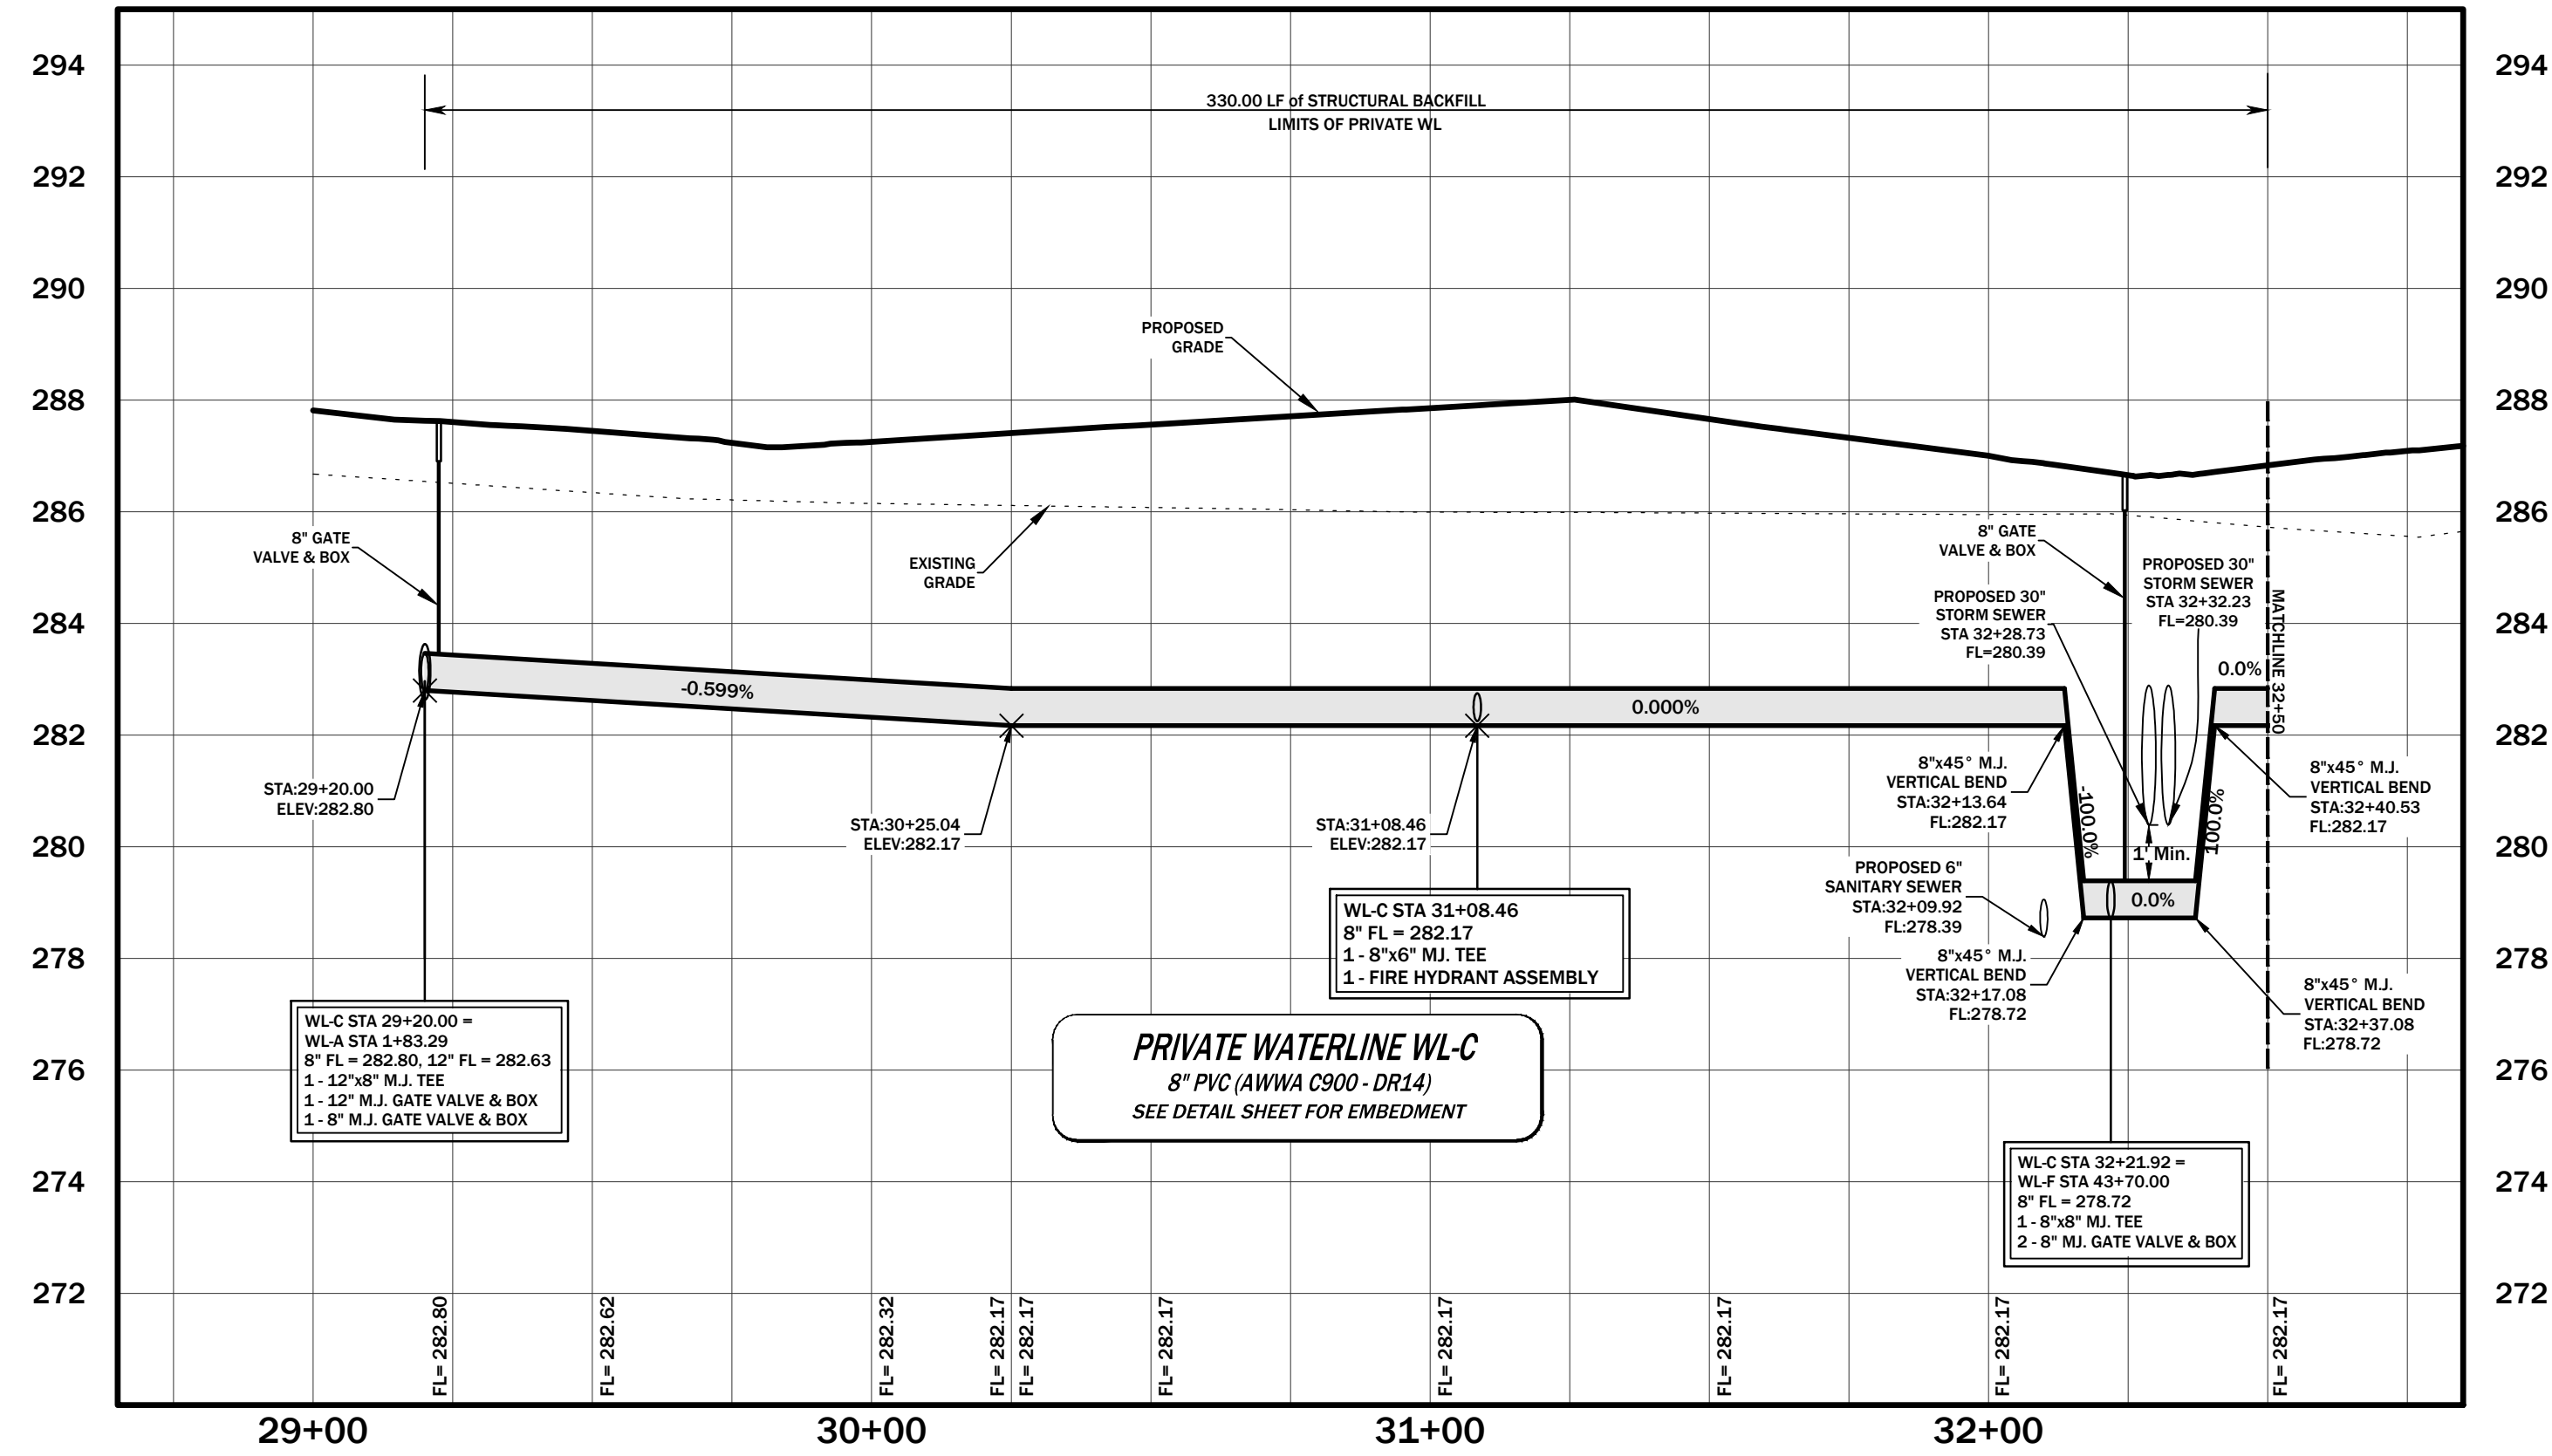 294
294
330.00 LF of STRUCTURAL BACKFILL
LIMITS OF PRIVATE WL
292
292
290
290
PROPOSED
GRADE
288
288
286
286
8" GATE
VALVE & BOX
EXISTING
GRADE
8" GATE
VALVE & BOX
PROPOSED 30"
STORM SEWER
STA 32+28.73
FL=280.39
PROPOSED 30"
STORM SEWER
STA 32+32.23
FL=280.39
MATCHLINE 32+50
284
284
-0.599%
0.000%
0.0%
282
282
STA:29+20.00
ELEV:282.80
STA:30+25.04
ELEV:282.17
STA:31+08.46
ELEV:282.17
8"x45° M.J.
VERTICAL BEND
STA:32+13.64
FL:282.17
-100.0%
100.0%
1' Min.
0.0%
8"x45° M.J.
VERTICAL BEND
STA:32+40.53
FL:282.17
280
280
PROPOSED 6"
SANITARY SEWER
STA:32+09.92
FL:278.39
8"x45° M.J.
VERTICAL BEND
STA:32+17.08
FL:278.72
8"x45° M.J.
VERTICAL BEND
STA:32+37.08
FL:278.72
278
278
WL-C STA 31+08.46
8" FL = 282.17
1 - 8"x6" MJ. TEE
1 - FIRE HYDRANT ASSEMBLY
WL-C STA 29+20.00 =
WL-A STA 1+83.29
8" FL = 282.80, 12" FL = 282.63
1 - 12"x8" M.J. TEE
1 - 12" M.J. GATE VALVE & BOX
1 - 8" M.J. GATE VALVE & BOX
PRIVATE WATERLINE WL-C
8" PVC (AWWA C900 - DR14)
SEE DETAIL SHEET FOR EMBEDMENT
276
276
WL-C STA 32+21.92 =
WL-F STA 43+70.00
8" FL = 278.72
1 - 8"x8" MJ. TEE
2 - 8" MJ. GATE VALVE & BOX
274
274
272
272
FL= 282.80
FL= 282.62
FL= 282.32
FL= 282.17
FL= 282.17
FL= 282.17
FL= 282.17
FL= 282.17
FL= 282.17
FL= 282.17
29+00
30+00
31+00
32+00